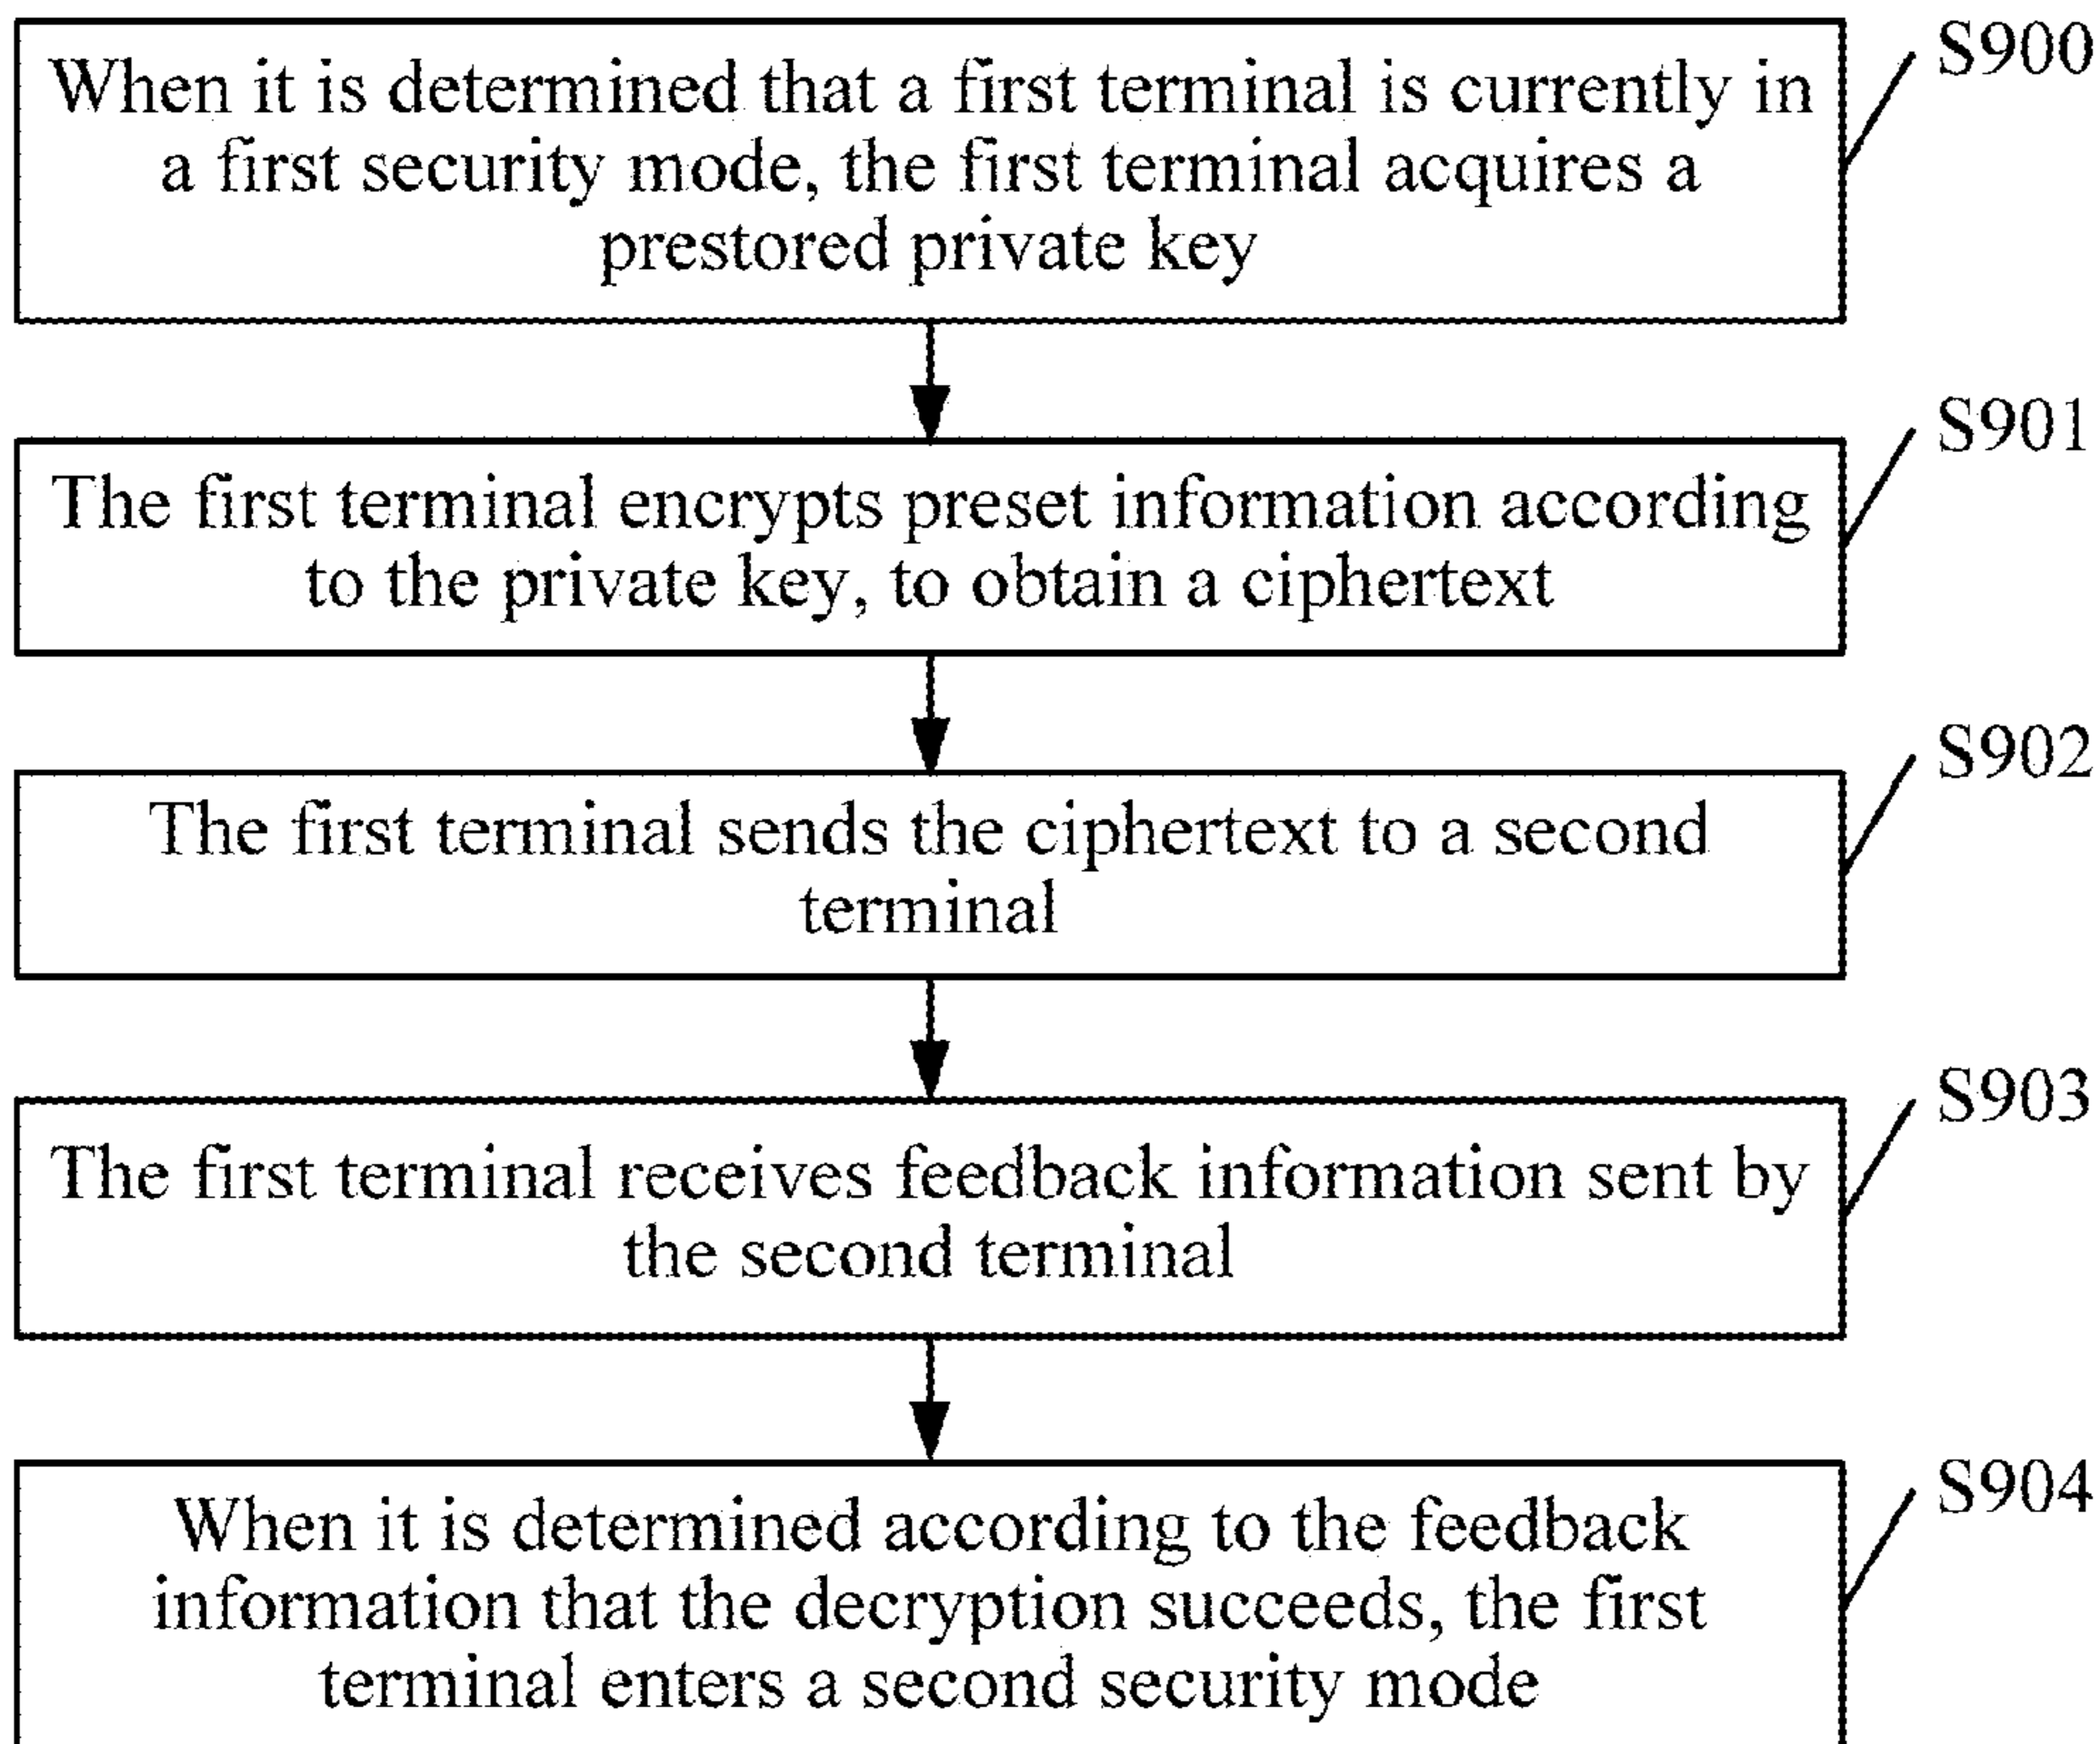 When it is determined that a first terminal is currently in
a first security mode, the first terminal acquires a
prestored private key
S900
The first terminal encrypts preset information according
to the private key, to obtain a ciphertext
S901
The first terminal sends the ciphertext to a second
terminal
S902
The first terminal receives feedback information sent by
the second terminal
S903
When it is determined according to the feedback
information that the decryption succeeds, the first
terminal enters a second security mode
S904